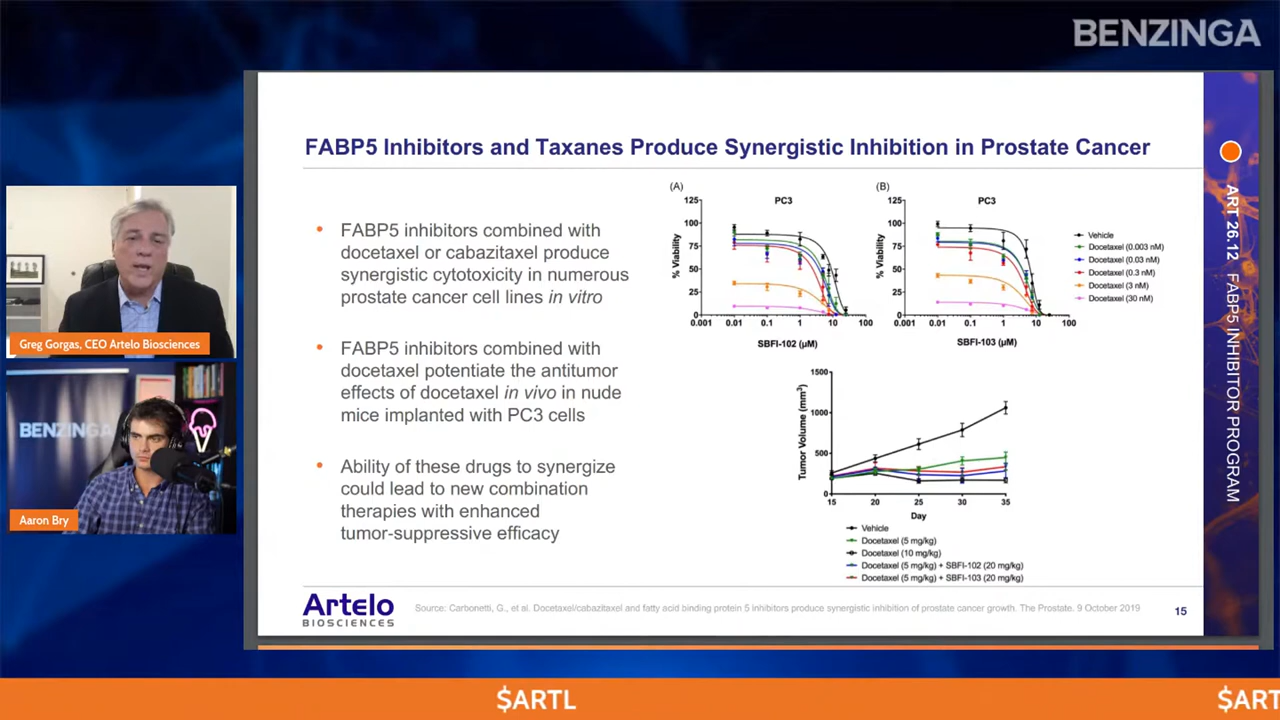 BENZINGA
FABP5 Inhibitors and Taxanes Produce Synergistic Inhibition in Prostate Cancer
• FABP5 inhibitors combined with
docetaxel or cabazitaxel produce
synergistic cytotoxicity in numerous
prostate cancer cell lines in vitro
• FABP5 inhibitors combined with
docetaxel potentiate the antitumor
effects of docetaxel in vivo in nude
mice implanted with PC3 cells
• Ability of these drugs to synergize
could lead to new combination
therapies with enhanced
tumor-suppressive efficacy
(A)
PC3
% Viability
125
100
75
50
25
0
0.001 0.01 0.1 1 10 100
SBFI-102 (µM)
(B)
PC3
% Viability
125
100
75
50
25
0
0.001 0.01 0.1 1 10 100
SBFI-103 (µM)
Vehicle
Docetaxel (0.003 nM)
Docetaxel (0.03 nM)
Docetaxel (0.3 nM)
Docetaxel (3 nM)
Docetaxel (30 nM)
Tumor Volume (mm³)
1500
1000
500
0
15 20 25 30 35
Day
Vehicle
Docetaxel (5 mg/kg)
Docetaxel (10 mg/kg)
Docetaxel (5 mg/kg) + SBFI-102 (20 mg/kg)
Docetaxel (5 mg/kg) + SBFI-103 (20 mg/kg)
Artelo
BIOSCIENCES
Source: Carbonetti, G., et al. Docetaxel/cabazitaxel and fatty acid binding protein 5 inhibitors produce synergistic inhibition of prostate cancer growth. The Prostate. 9 October 2019
15
ART 26.12 FABP5 INHIBITOR PROGRAM
Greg Gorgas, CEO Artelo Biosciences
BENZINGA
Aaron Bry
$ARTL
$ART